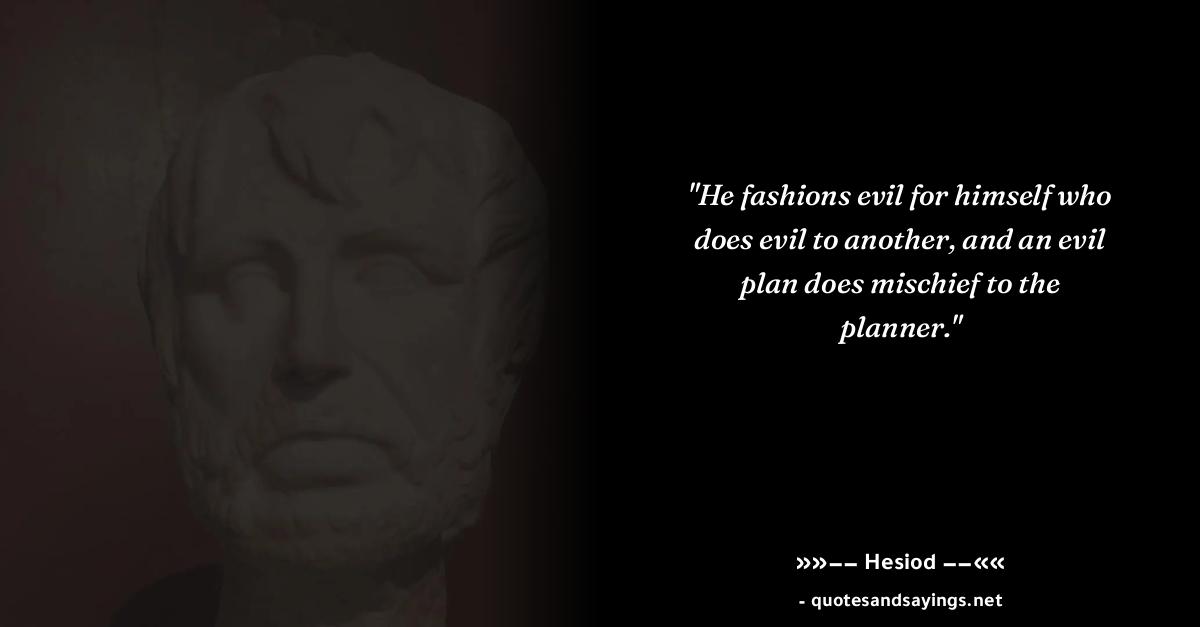 "He fashions evil for himself who
does evil to another, and an evil
plan does mischief to the
planner."
»»–– Hesiod ––««
- quotesandsayings.net